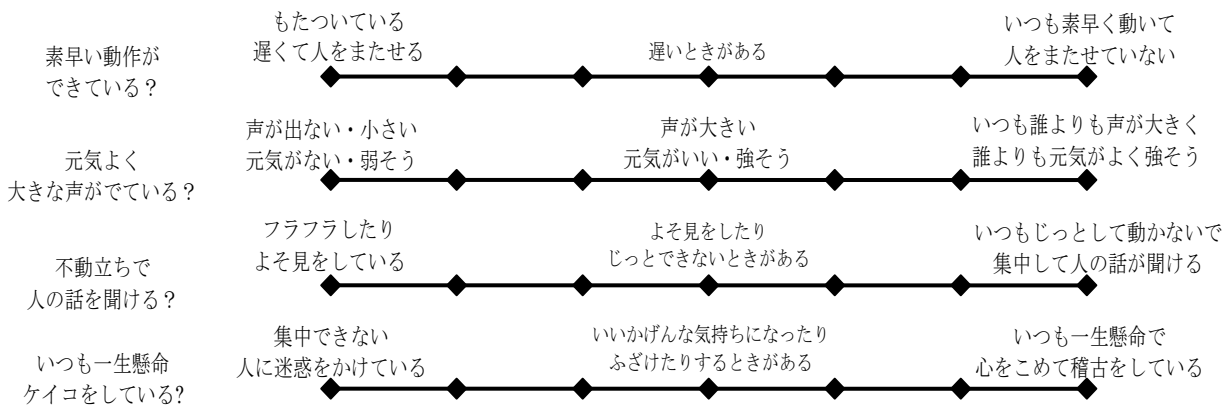 素早い動作が
できている？
もたついている
遅くて人をまたせる
遅いときがある
いつも素早く動いて
人をまたせていない
元気よく
大きな声がでている？
声が出ない・小さい
元気がない・弱そう
声が大きい
元気がいい・強そう
いつも誰よりも声が大きく
誰よりも元気がよく強そう
不動立ちで
人の話を聞ける？
フラフラしたり
よそ見をしている
よそ見をしたり
じっとできないときがある
いつもじっとして動かないで
集中して人の話が聞ける
いつも一生懸命
ケイコをしている?
集中できない
人に迷惑をかけている
いいかげんな気持ちになったり
ふざけたりするときがある
いつも一生懸命で
心をこめて稽古をしている